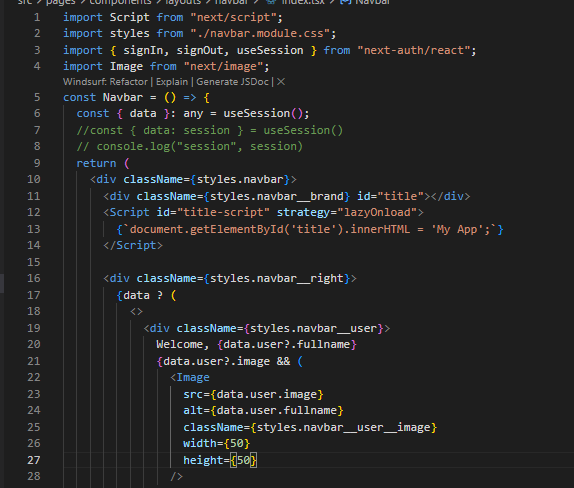 src > pages > components > layouts > navbar > index.tsx > Navbar
1 import Script from "next/script";
2 import styles from "./navbar.module.css";
3 import { signIn, signOut, useSession } from "next-auth/react";
4 import Image from "next/image";
Windsurf: Refactor | Explain | Generate JSDoc | ×
5 const Navbar = () => {
6 const { data }: any = useSession();
7 //const { data: session } = useSession()
8 // console.log("session", session)
9 return (
10 <div className={styles.navbar}>
11 <div className={styles.navbar__brand} id="title"></div>
12 <Script id="title-script" strategy="lazyOnload">
13 {`document.getElementById('title').innerHTML = 'My App';`}
14 </Script>
15
16 <div className={styles.navbar__right}>
17 {data ? (
18 <>
19 <div className={styles.navbar__user}>
20 Welcome, {data.user?.fullname}
21 {data.user?.image && (
22 <Image
23 src={data.user.image}
24 alt={data.user.fullname}
25 className={styles.navbar__user__image}
26 width={50}
27 height={50}
28 />